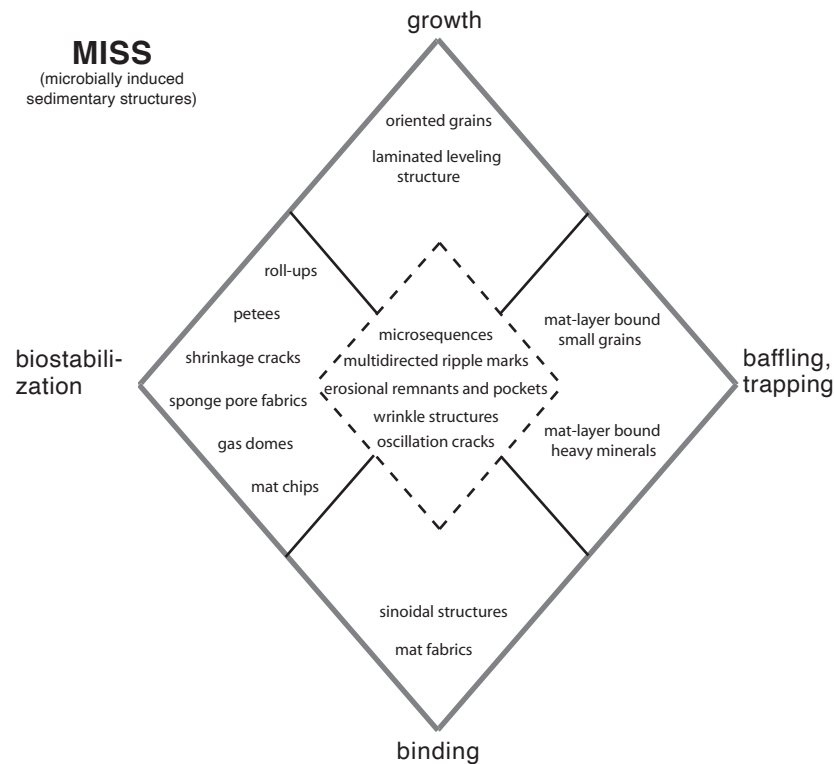 growth
MISS
(microbially induced
sedimentary structures)
oriented grains
laminated leveling
structure
roll-ups
petees
shrinkage cracks
sponge pore fabrics
gas domes
mat chips
biostabili-
zation
microsequences
multidirected ripple marks
erosional remnants and pockets
wrinkle structures
oscillation cracks
mat-layer bound
small grains
mat-layer bound
heavy minerals
baffling,
trapping
sinoidal structures
mat fabrics
binding